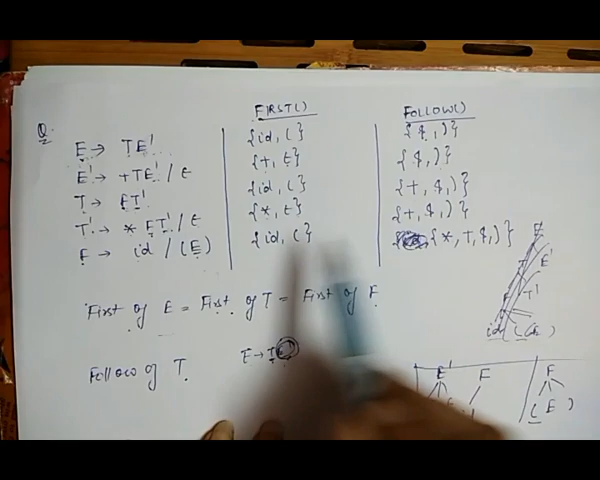 FIRST() FOLLOW()
Q. E → TE' {id, (} {$, )}
E' → +TE' / ε {+, ε} {$, )}
T → FT' {id, (} {+, $, )}
T' → * FT' / ε {*, ε} {+, $, )}
F → id / (E) {id, (} {*, +, $, )}
E
T E'
F T'
id ( (E)
First of E = First of T = First of F.
Follow of T. E → TE'
E' F F
( E )